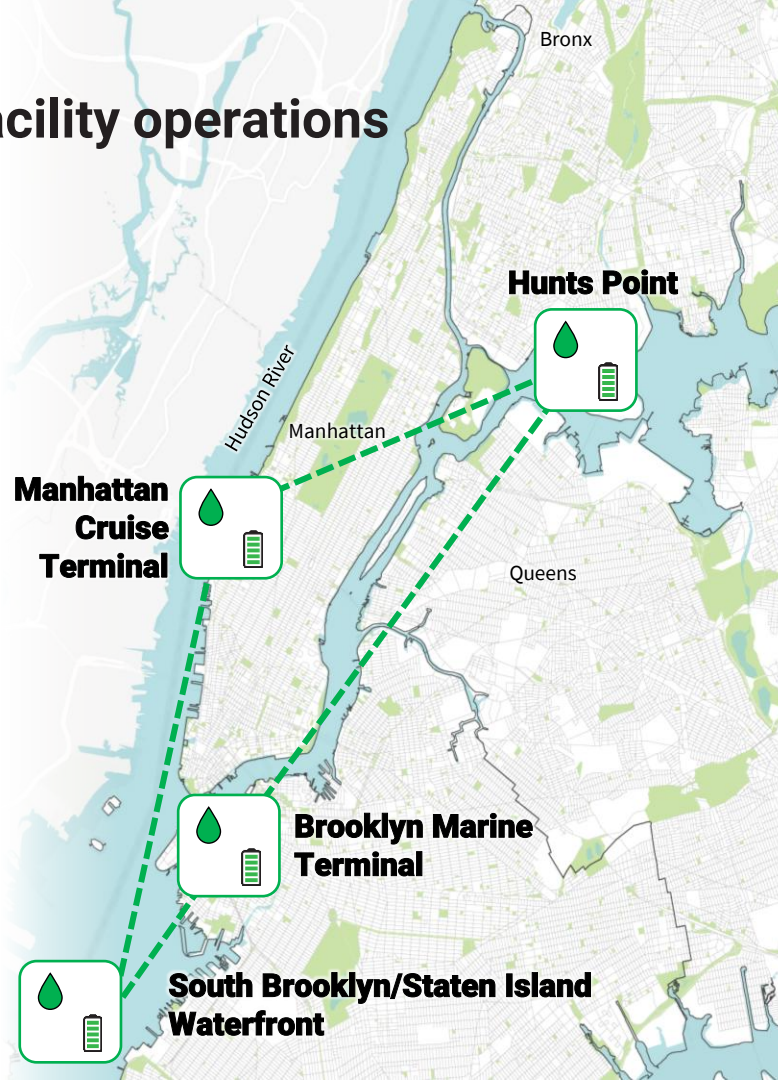 Bronx
facility operations
Hunts Point
Hudson River
Manhattan
Manhattan
Cruise
Terminal
Queens
Brooklyn Marine
Terminal
South Brooklyn/Staten Island
Waterfront